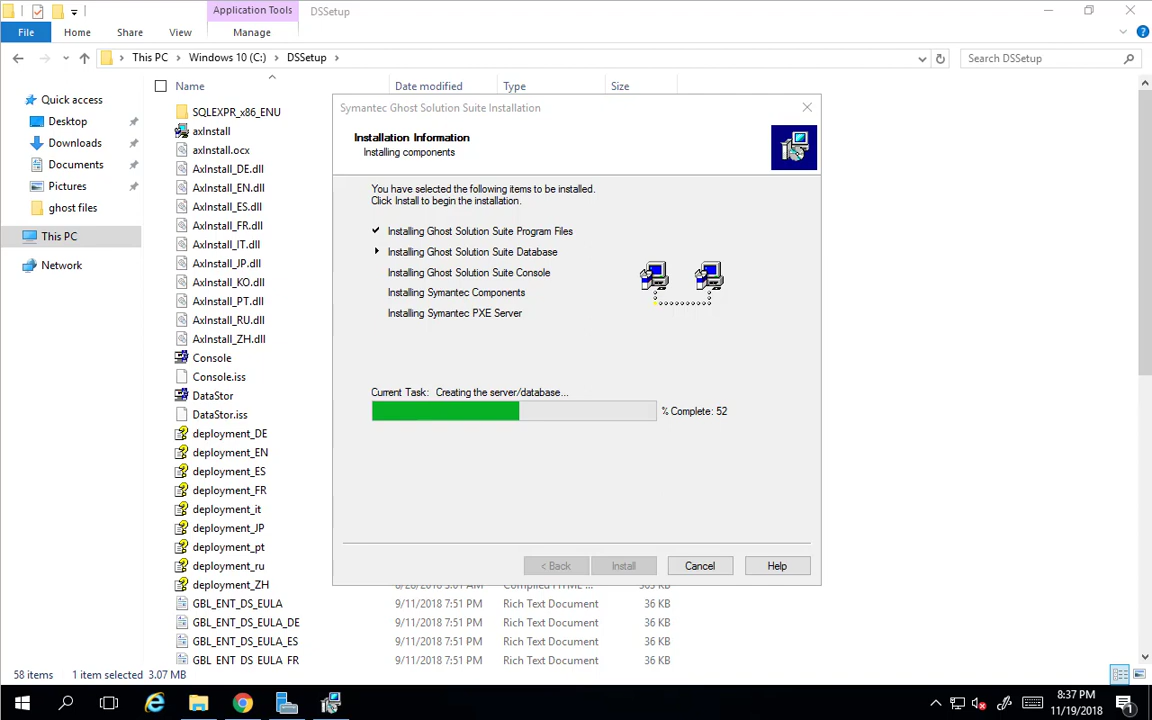 Application Tools
DSSetup
File
Home
Share
View
Manage
This PC
Windows 10 (C:)
DSSetup
Search DSSetup
Name
Date modified
Type
Size
Quick access
Desktop
Downloads
Documents
Pictures
ghost files
This PC
Network
SQLEXPR_x86_ENU
axInstall
axInstall.ocx
AxInstall_DE.dll
AxInstall_EN.dll
AxInstall_ES.dll
AxInstall_FR.dll
AxInstall_IT.dll
AxInstall_JP.dll
AxInstall_KO.dll
AxInstall_PT.dll
AxInstall_RU.dll
AxInstall_ZH.dll
Console
Console.iss
DataStor
DataStor.iss
deployment_DE
deployment_EN
deployment_ES
deployment_FR
deployment_it
deployment_JP
deployment_pt
deployment_ru
deployment_ZH
GBL_ENT_DS_EULA 9/11/2018 7:51 PM Rich Text Document 36 KB
GBL_ENT_DS_EULA_DE 9/11/2018 7:51 PM Rich Text Document 36 KB
GBL_ENT_DS_EULA_ES 9/11/2018 7:51 PM Rich Text Document 36 KB
GBL_ENT_DS_EULA_FR 9/11/2018 7:51 PM Rich Text Document 36 KB
Symantec Ghost Solution Suite Installation
Installation Information
Installing components
You have selected the following items to be installed.
Click Install to begin the installation.
Installing Ghost Solution Suite Program Files
Installing Ghost Solution Suite Database
Installing Ghost Solution Suite Console
Installing Symantec Components
Installing Symantec PXE Server
Current Task: Creating the server/database...
% Complete: 52
< Back
Install
Cancel
Help
58 items
1 item selected 3.07 MB
8:37 PM
11/19/2018
1